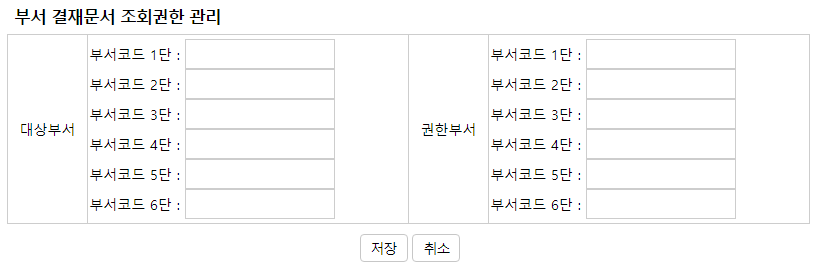 부서 결재문서 조회권한 관리
대상부서
부서코드 1단 :
부서코드 2단 :
부서코드 3단 :
부서코드 4단 :
부서코드 5단 :
부서코드 6단 :
권한부서
부서코드 1단 :
부서코드 2단 :
부서코드 3단 :
부서코드 4단 :
부서코드 5단 :
부서코드 6단 :
저장 취소